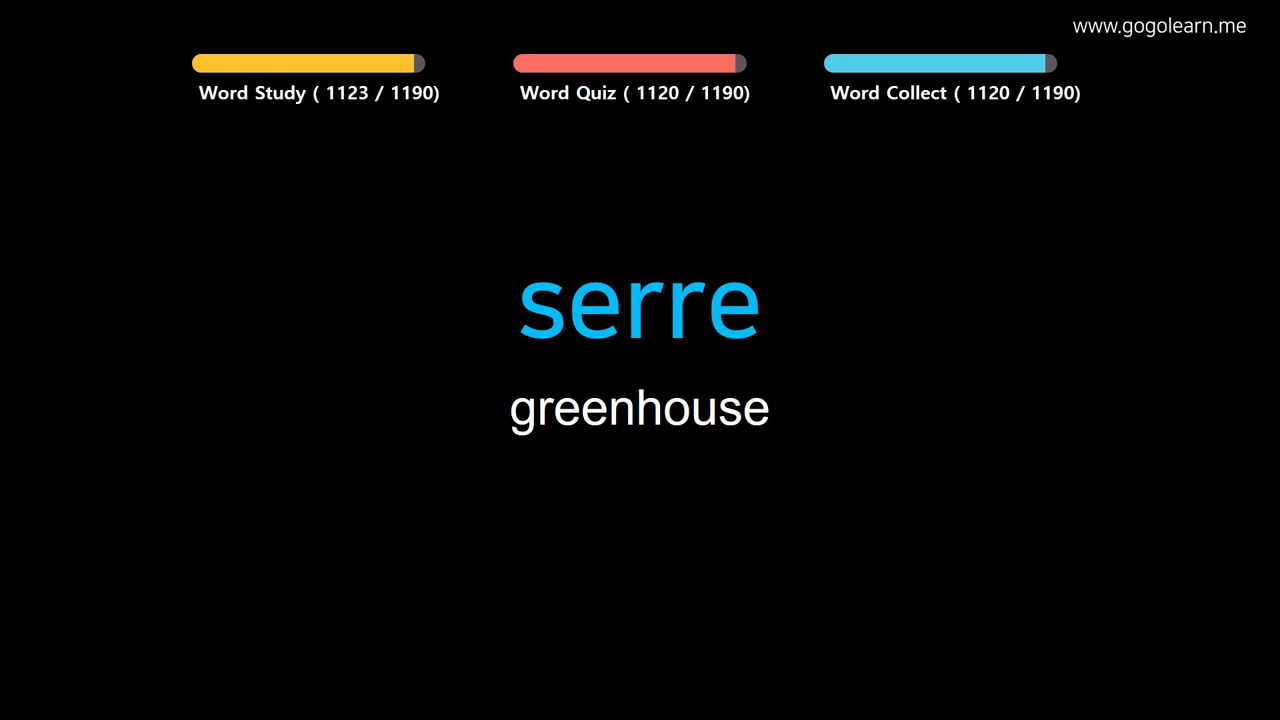 www.gogolearn.me
Word Study ( 1123 / 1190)
Word Quiz ( 1120 / 1190)
Word Collect ( 1120 / 1190)
serre
greenhouse